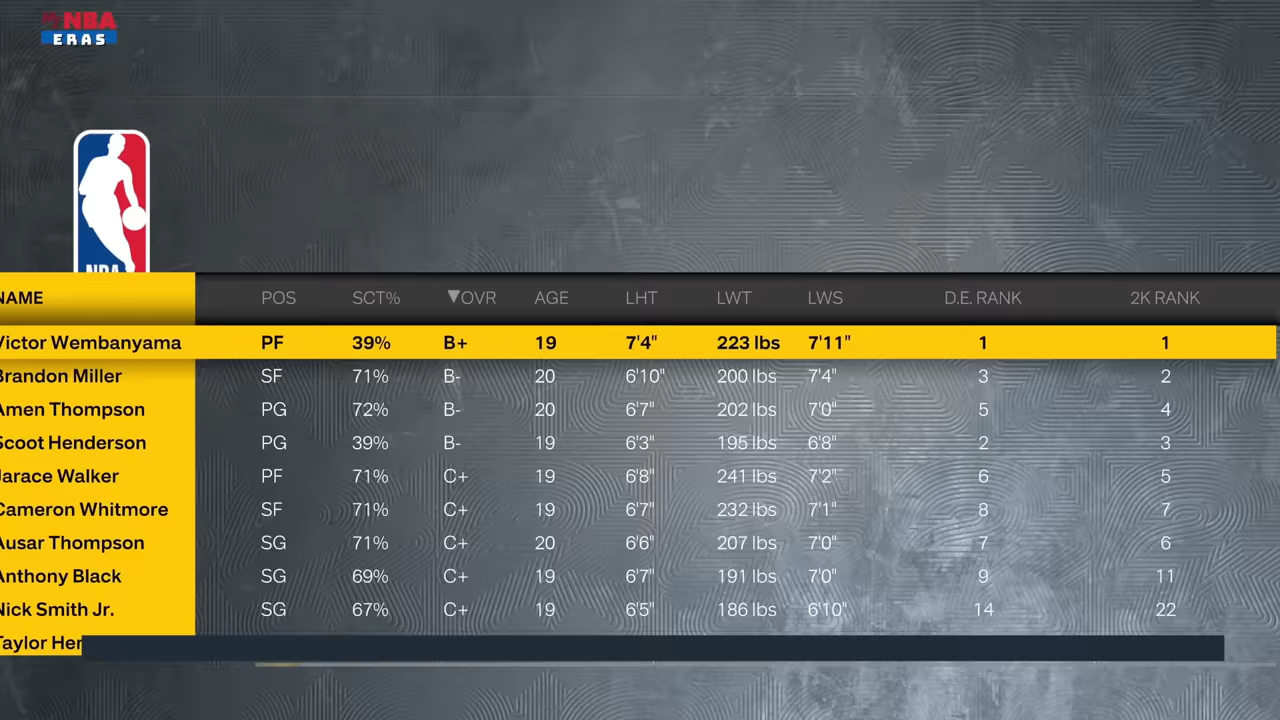 NBA
ERAS
NBA
NAME POS SCT% ▼OVR AGE LHT LWT LWS D.E. RANK 2K RANK
Victor Wembanyama PF 39% B+ 19 7'4" 223 lbs 7'11" 1 1
Brandon Miller SF 71% B- 20 6'10" 200 lbs 7'4" 3 2
Amen Thompson PG 72% B- 20 6'7" 202 lbs 7'0" 5 4
Scoot Henderson PG 39% B- 19 6'3" 195 lbs 6'8" 2 3
Jarace Walker PF 71% C+ 19 6'8" 241 lbs 7'2" 6 5
Cameron Whitmore SF 71% C+ 19 6'7" 232 lbs 7'1" 8 7
Ausar Thompson SG 71% C+ 20 6'6" 207 lbs 7'0" 7 6
Anthony Black SG 69% C+ 19 6'7" 191 lbs 7'0" 9 11
Nick Smith Jr. SG 67% C+ 19 6'5" 186 lbs 6'10" 14 22
Taylor